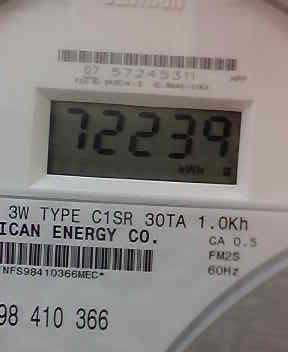 07 57245311
72239
kWh
3W TYPE C1SR 30TA 1.0Kh
ICAN ENERGY CO.
CA 0.5
FM2S
60Hz
NFS98410366MEC*
98 410 366